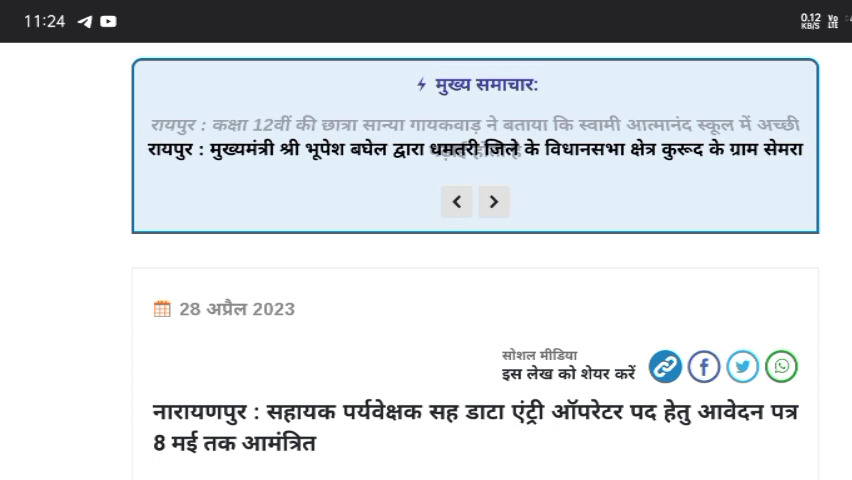 11:24
0.12 Vo
KB/S LTE
मुख्य समाचार:
रायपुर : कक्षा 12वीं की छात्रा सान्या गायकवाड़ ने बताया कि स्वामी आत्मानंद स्कूल में अच्छी
रायपुर : मुख्यमंत्री श्री भूपेश बघेल द्वारा धमतरी जिले के विधानसभा क्षेत्र कुरूद के ग्राम सेमरा
28 अप्रैल 2023
सोशल मीडिया
इस लेख को शेयर करें
नारायणपुर : सहायक पर्यवेक्षक सह डाटा एंट्री ऑपरेटर पद हेतु आवेदन पत्र
8 मई तक आमंत्रित